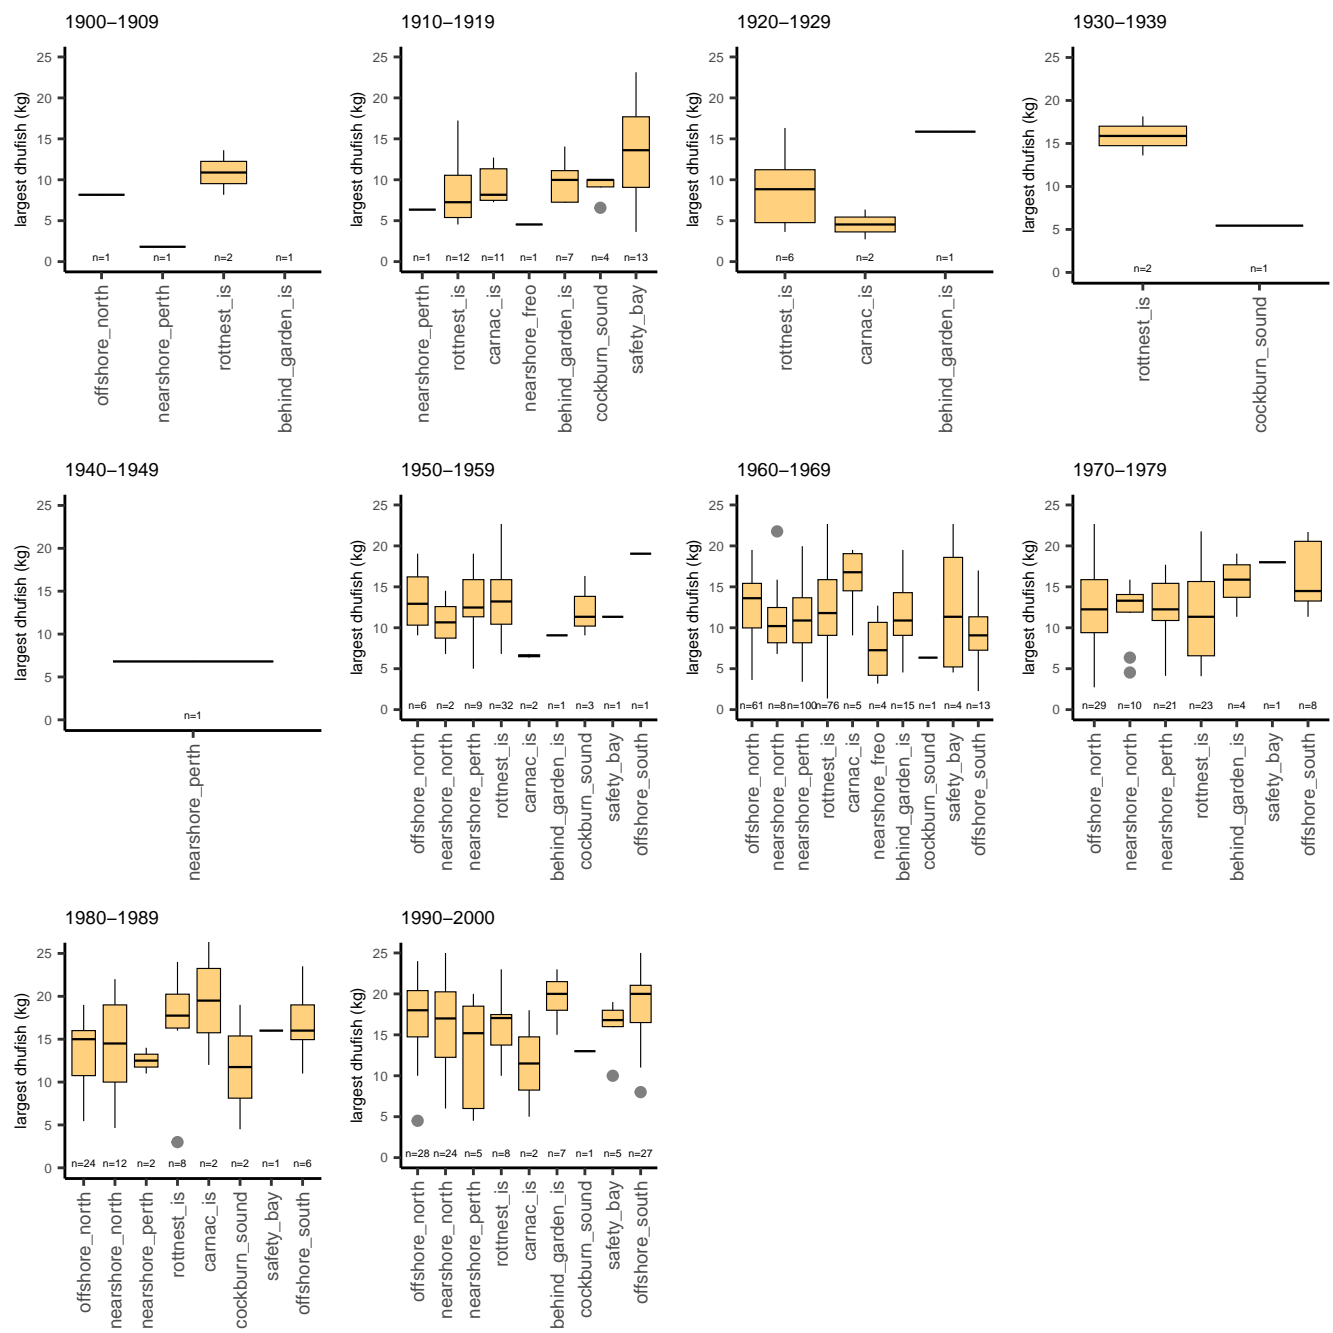 1900–1909
largest dhufish (kg)
25
20
15
10
5
0
n=1 n=1 n=2 n=1
offshore_north
nearshore_perth
rottnest_is
behind_garden_is
1910–1919
largest dhufish (kg)
25
20
15
10
5
0
n=1 n=12 n=11 n=1 n=7 n=4 n=13
nearshore_perth
rottnest_is
carnac_is
nearshore_freo
behind_garden_is
cockburn_sound
safety_bay
1920–1929
largest dhufish (kg)
25
20
15
10
5
0
n=6 n=2 n=1
rottnest_is
carnac_is
behind_garden_is
1930–1939
largest dhufish (kg)
25
20
15
10
5
0
n=2 n=1
rottnest_is
cockburn_sound
1940–1949
largest dhufish (kg)
25
20
15
10
5
0
n=1
nearshore_perth
1950–1959
largest dhufish (kg)
25
20
15
10
5
0
n=6 n=2 n=9 n=32 n=2 n=1 n=3 n=1 n=1
offshore_north
nearshore_north
nearshore_perth
rottnest_is
carnac_is
behind_garden_is
cockburn_sound
safety_bay
offshore_south
1960–1969
largest dhufish (kg)
25
20
15
10
5
0
n=61 n=8 n=100 n=76 n=5 n=4 n=15 n=1 n=4 n=13
offshore_north
nearshore_north
nearshore_perth
rottnest_is
carnac_is
nearshore_freo
behind_garden_is
cockburn_sound
safety_bay
offshore_south
1970–1979
largest dhufish (kg)
25
20
15
10
5
0
n=29 n=10 n=21 n=23 n=4 n=1 n=8
offshore_north
nearshore_north
nearshore_perth
rottnest_is
behind_garden_is
safety_bay
offshore_south
1980–1989
largest dhufish (kg)
25
20
15
10
5
0
n=24 n=12 n=2 n=8 n=2 n=2 n=1 n=6
offshore_north
nearshore_north
nearshore_perth
rottnest_is
carnac_is
cockburn_sound
safety_bay
offshore_south
1990–2000
largest dhufish (kg)
25
20
15
10
5
0
n=28 n=24 n=5 n=8 n=2 n=7 n=1 n=5 n=27
offshore_north
nearshore_north
nearshore_perth
rottnest_is
carnac_is
behind_garden_is
cockburn_sound
safety_bay
offshore_south